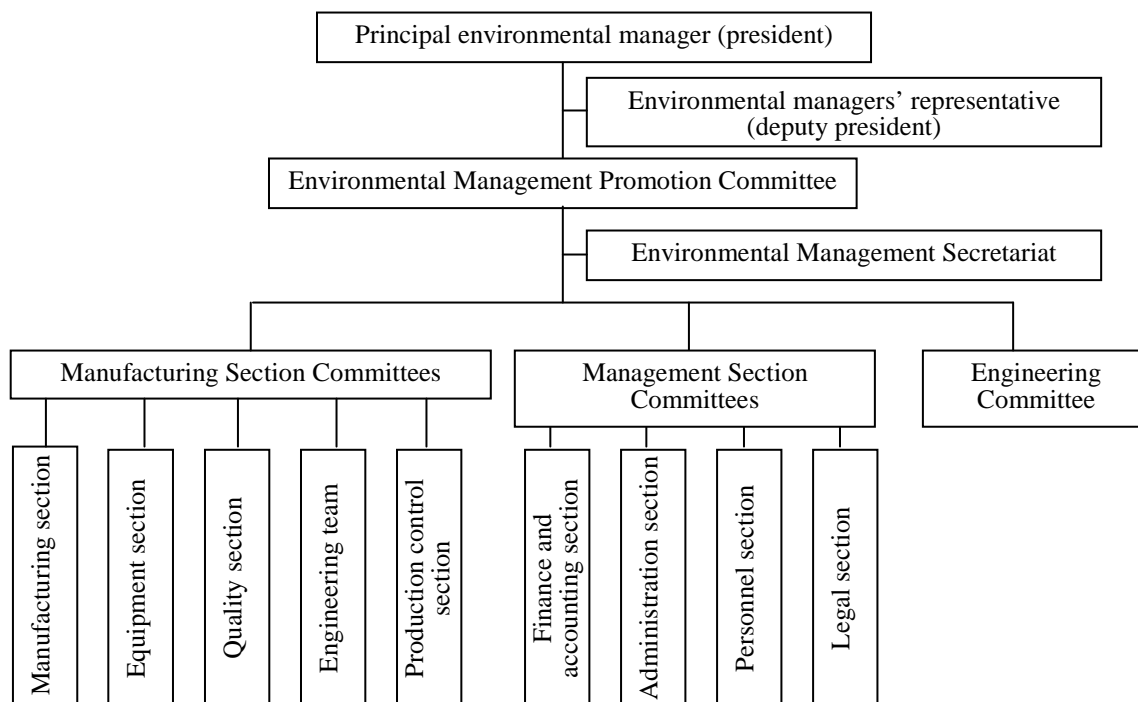 Principal environmental manager (president)
Environmental managers’ representative
(deputy president)
Environmental Management Promotion Committee
Environmental Management Secretariat
Manufacturing Section Committees
Management Section
Committees
Engineering
Committee
Manufacturing section
Equipment section
Quality section
Engineering team
Production control
section
Finance and
accounting section
Administration section
Personnel section
Legal section